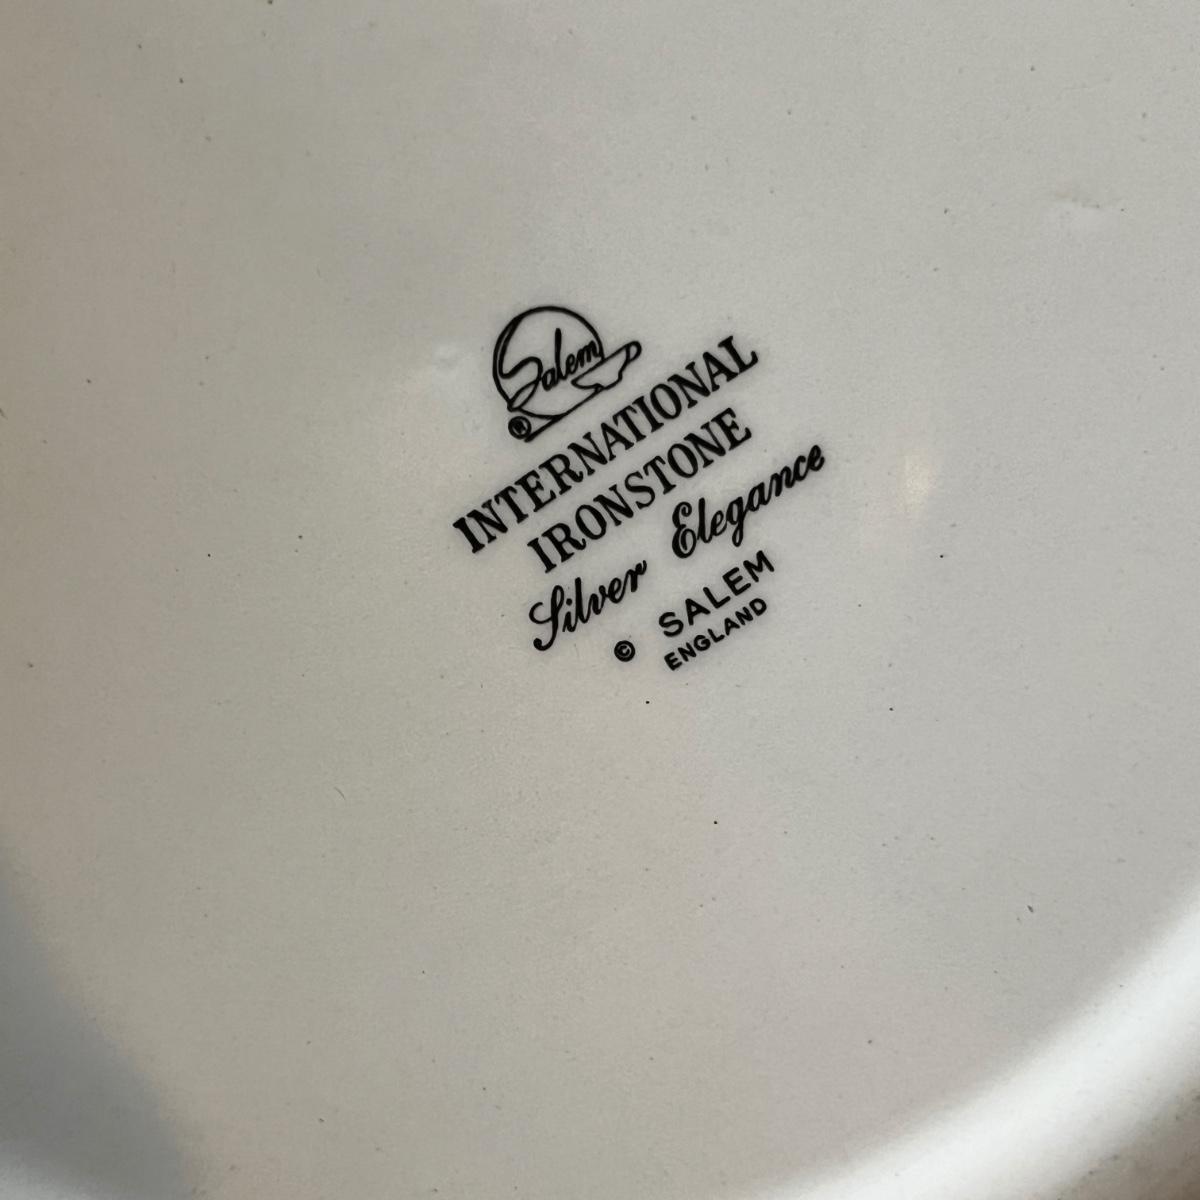 Salem
®
INTERNATIONAL
IRONSTONE
Silver Elegance
© SALEM
ENGLAND